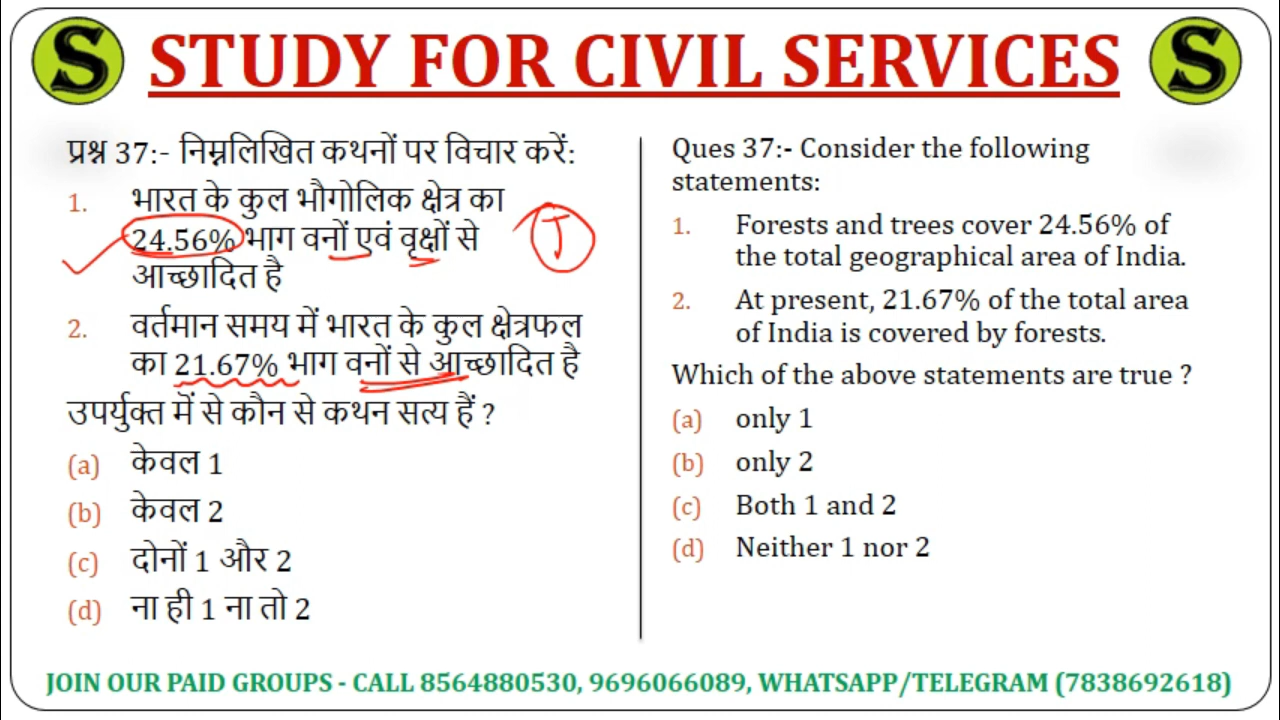 S STUDY FOR CIVIL SERVICES S
प्रश्न 37:- निम्नलिखित कथनों पर विचार करें:
1. भारत के कुल भौगोलिक क्षेत्र का
24.56% भाग वनों एवं वृक्षों से
आच्छादित है
2. वर्तमान समय में भारत के कुल क्षेत्रफल
का 21.67% भाग वनों से आच्छादित है
उपर्युक्त में से कौन से कथन सत्य हैं ?
(a) केवल 1
(b) केवल 2
(c) दोनों 1 और 2
(d) ना ही 1 ना तो 2
T
Ques 37:- Consider the following
statements:
1. Forests and trees cover 24.56% of
the total geographical area of India.
2. At present, 21.67% of the total area
of India is covered by forests.
Which of the above statements are true ?
(a) only 1
(b) only 2
(c) Both 1 and 2
(d) Neither 1 nor 2
JOIN OUR PAID GROUPS - CALL 8564880530, 9696066089, WHATSAPP/TELEGRAM (7838692618)